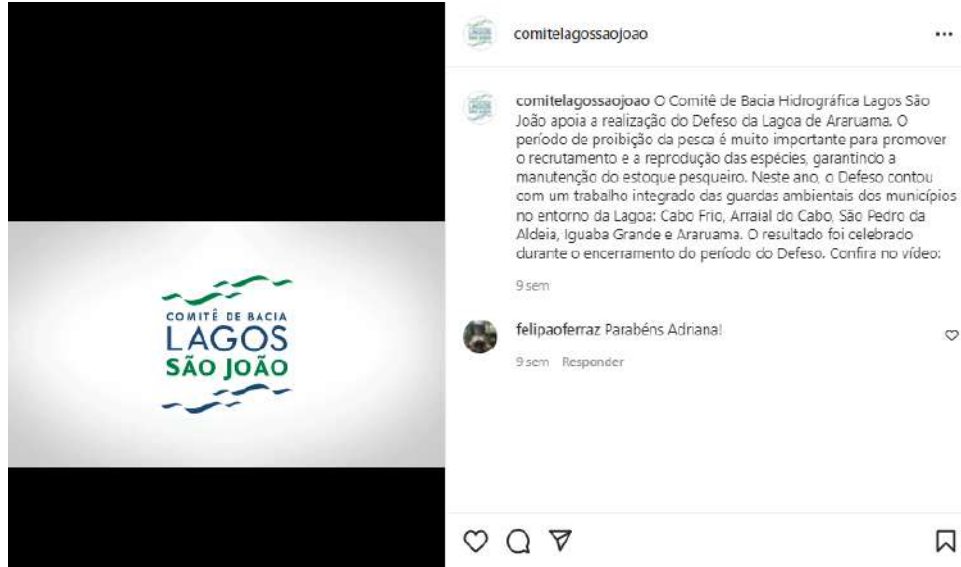 comitelagossaojoao
comitelagossaojoao O Comitê de Bacia Hidrográfica Lagos São
João apoia a realização do Defeso da Lagoa de Araruama. O
período de proibição da pesca é muito importante para promover
o recrutamento e a reprodução das espécies, garantindo a
manutenção do estoque pesqueiro. Neste ano, o Defeso contou
com um trabalho integrado das guardas ambientais dos municípios
no entorno da Lagoa: Cabo Frio, Arraial do Cabo, São Pedro da
Aldeia, Iguaba Grande e Araruama. O resultado foi celebrado
durante o encerramento do período do Defeso. Confira no vídeo:
9 sem
felipaoferraz Parabéns Adriana!
9 sem Responder
COMITÊ DE BACIA
LAGOS
SÃO JOÃO